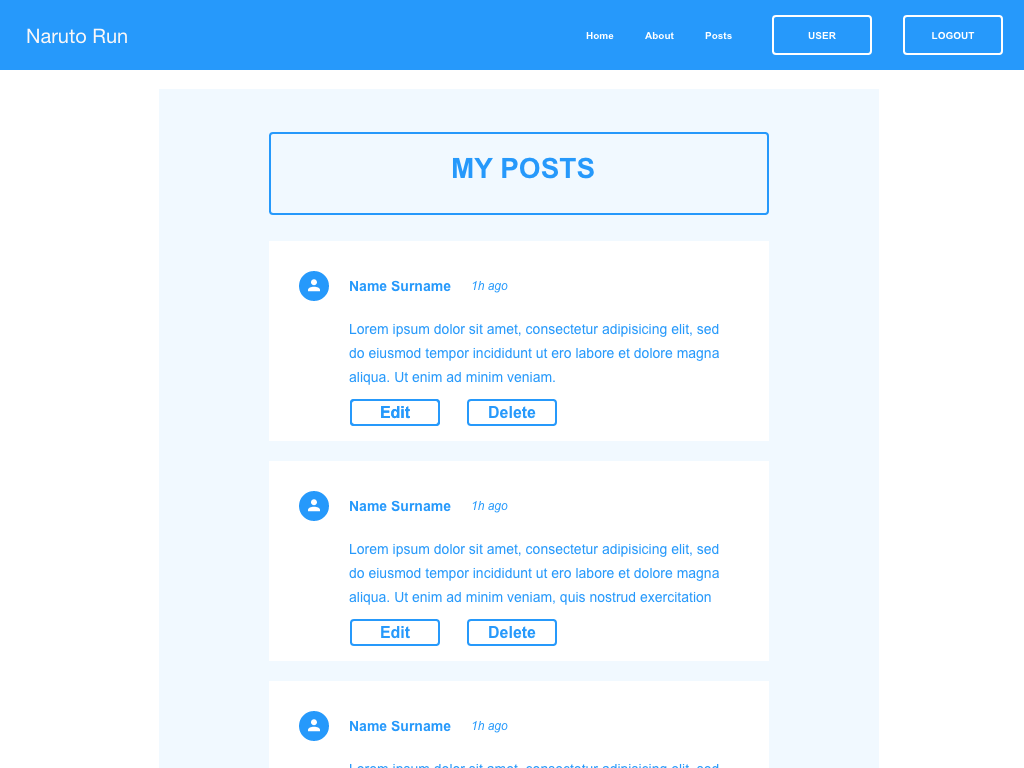 Naruto Run
Home About Posts USER LOGOUT
MY POSTS
Name Surname 1h ago
Lorem ipsum dolor sit amet, consectetur adipisicing elit, sed
do eiusmod tempor incididunt ut ero labore et dolore magna
aliqua. Ut enim ad minim veniam.
Edit Delete
Name Surname 1h ago
Lorem ipsum dolor sit amet, consectetur adipisicing elit, sed
do eiusmod tempor incididunt ut ero labore et dolore magna
aliqua. Ut enim ad minim veniam, quis nostrud exercitation
Edit Delete
Name Surname 1h ago